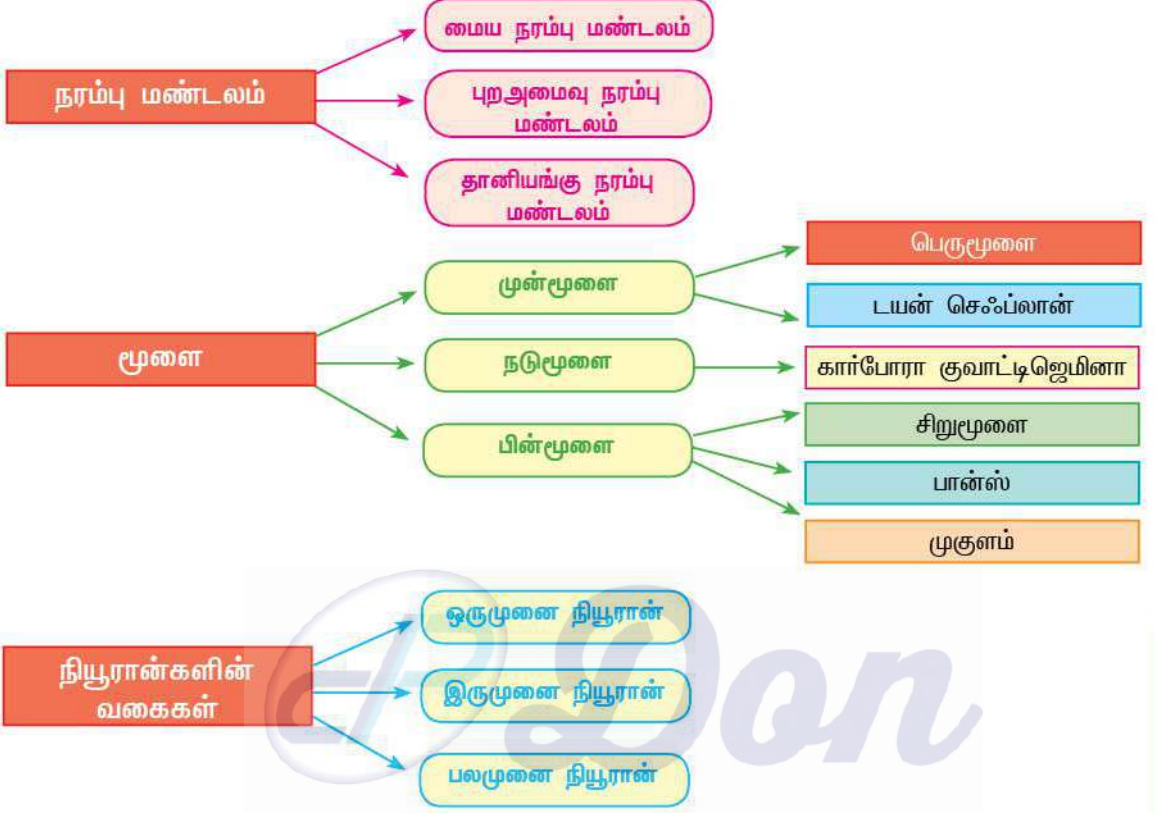 நரம்பு மண்டலம்
மைய நரம்பு மண்டலம்
புறஅமைவு நரம்பு
மண்டலம்
தானியங்கு நரம்பு
மண்டலம்
மூளை
முன்மூளை
பெருமூளை
டயன் செஃப்லான்
நடுமூளை
கார்போரா குவாட்டிஜெமினா
பின்மூளை
சிறுமூளை
பான்ஸ்
முகுளம்
நியூரான்களின்
வகைகள்
ஒருமுனை நியூரான்
இருமுனை நியூரான்
பலமுனை நியூரான்
Don